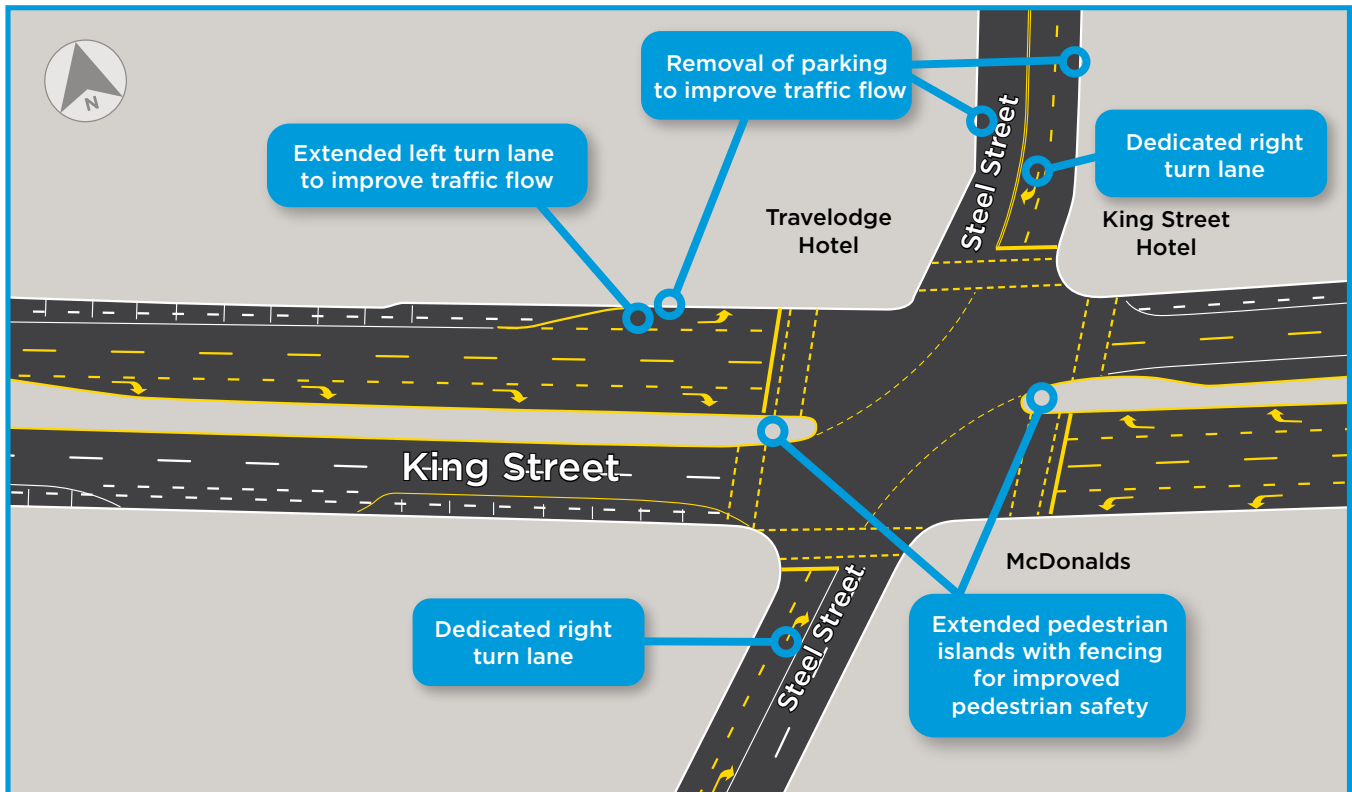 N
Removal of parking
to improve traffic flow
Extended left turn lane
to improve traffic flow
Dedicated right
turn lane
Steel Street
Travelodge
Hotel
King Street
Hotel
King Street
McDonalds
Dedicated right
turn lane
Steel Street
Extended pedestrian
islands with fencing
for improved
pedestrian safety